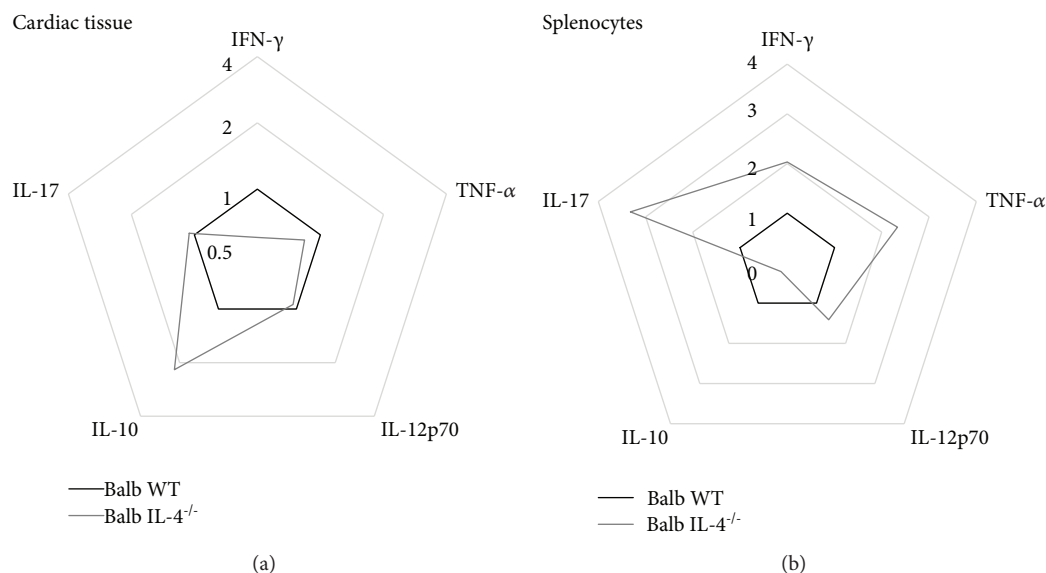 Cardiac tissue
IFN-γ
4
2
1
0.5
IL-17
TNF-α
IL-10
IL-12p70
Balb WT
Balb IL-4-/-
(a)
Splenocytes
IFN-γ
4
3
2
1
0
IL-17
TNF-α
IL-10
IL-12p70
Balb WT
Balb IL-4-/-
(b)